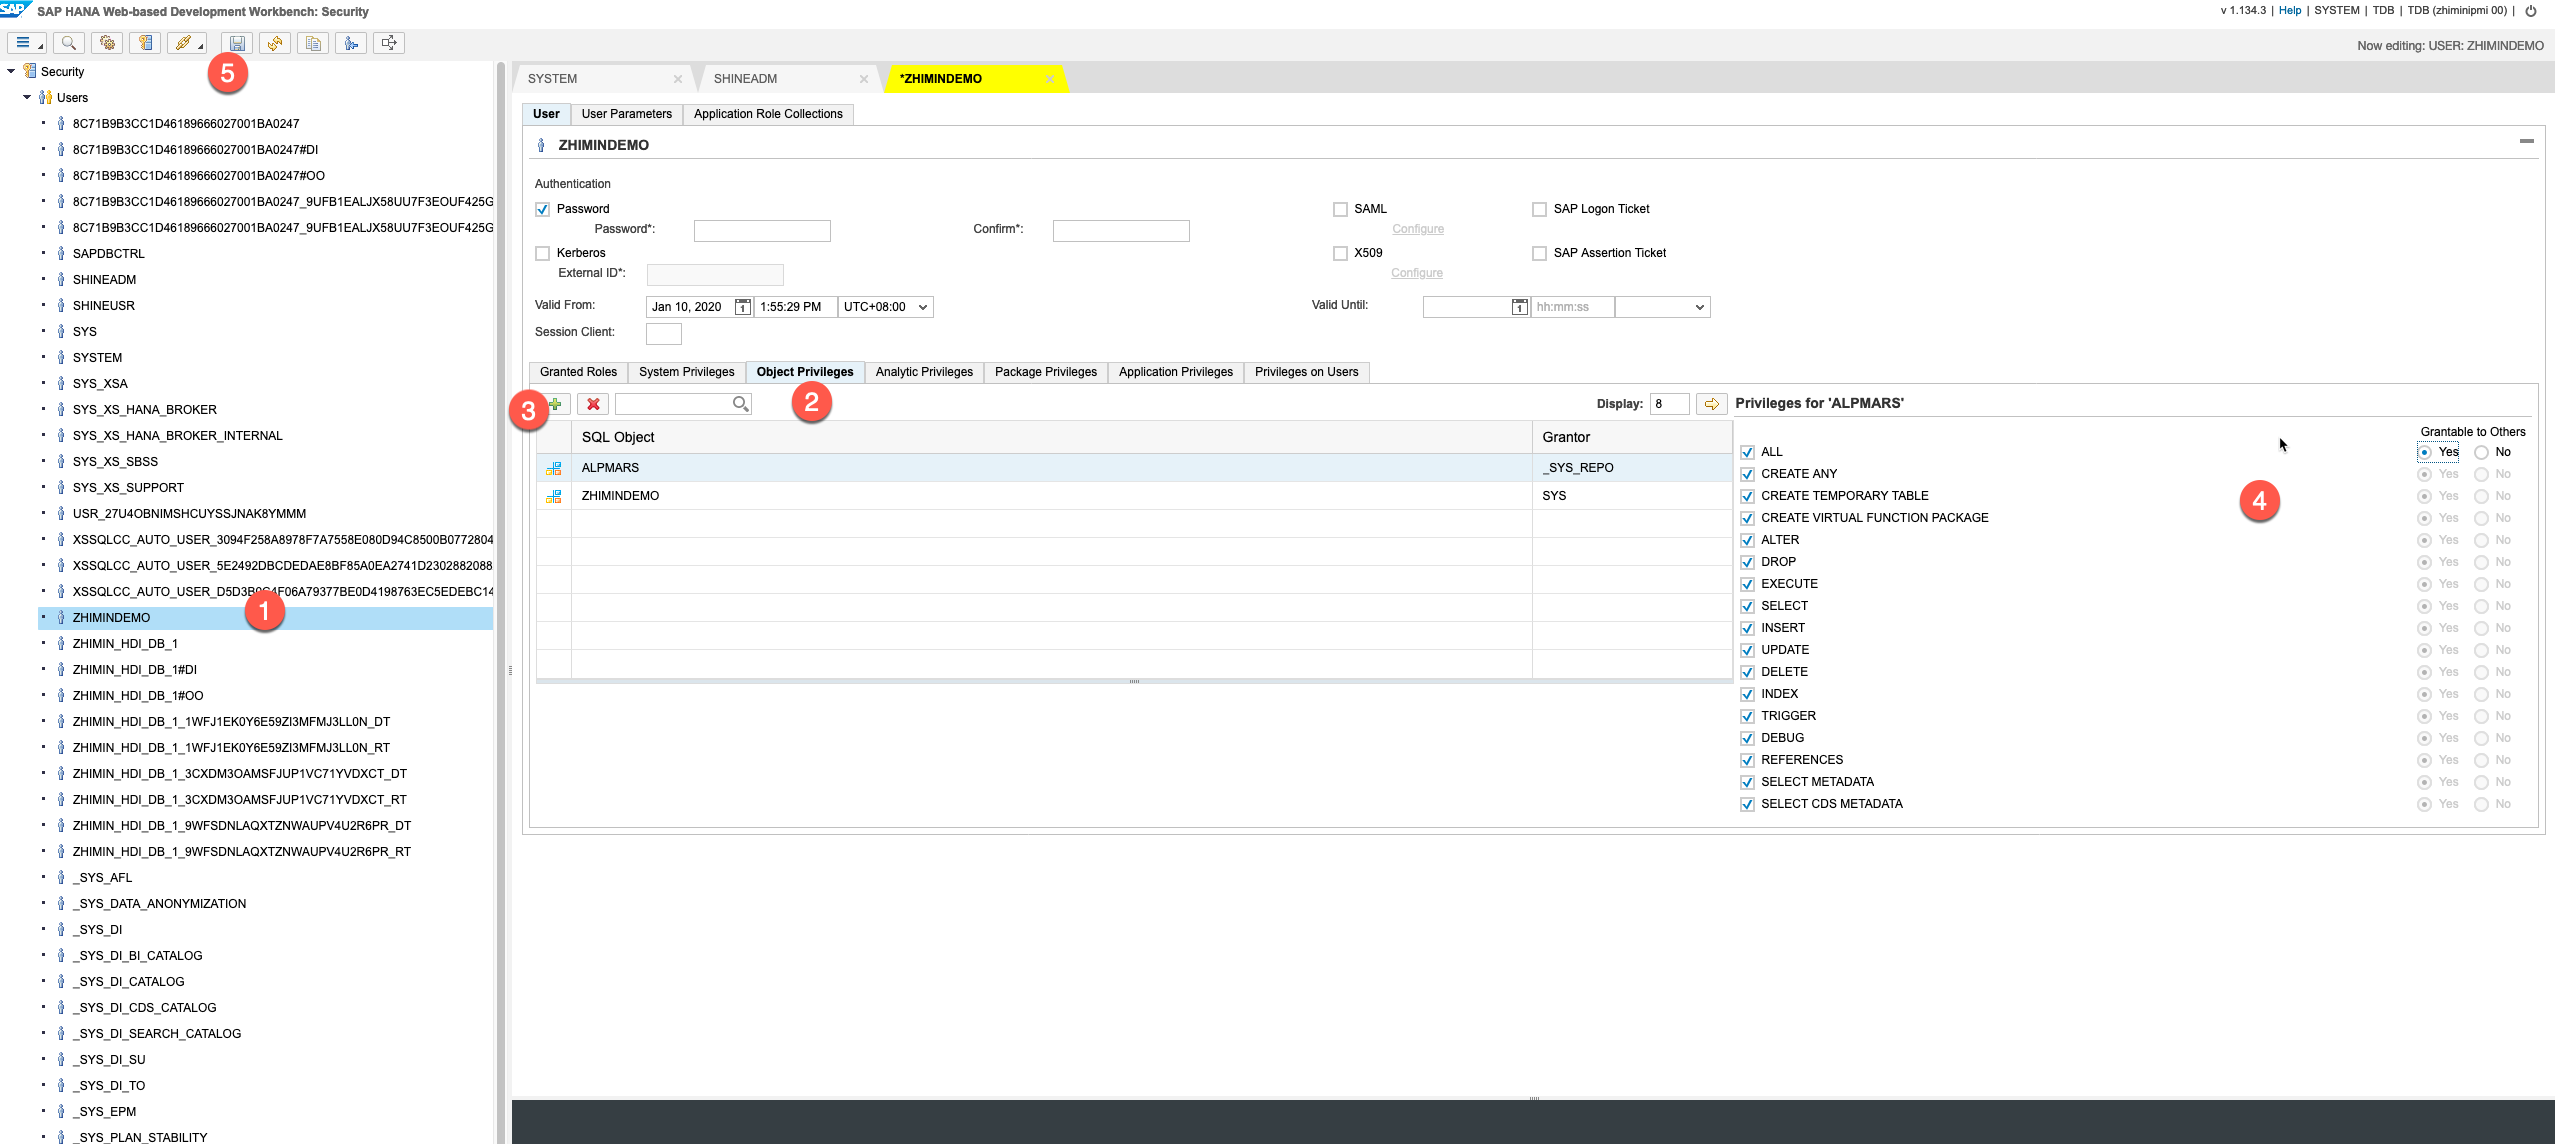 SAP SAP HANA Web-based Development Workbench: Security
v 1.134.3 | Help | SYSTEM | TDB | TDB (zhiminipmi 00) |
Now editing: USER: ZHIMINDEMO
5
Security
Users
8C71B9B3CC1D46189666027001BA0247
8C71B9B3CC1D46189666027001BA0247#DI
8C71B9B3CC1D46189666027001BA0247#OO
8C71B9B3CC1D46189666027001BA0247_9UFB1EALJX58UU7F3EOUF425G
8C71B9B3CC1D46189666027001BA0247_9UFB1EALJX58UU7F3EOUF425G
SAPDBCTRL
SHINEADM
SHINEUSR
SYS
SYSTEM
SYS_XSA
SYS_XS_HANA_BROKER
SYS_XS_HANA_BROKER_INTERNAL
SYS_XS_SBSS
SYS_XS_SUPPORT
USR_27U4OBNIMSHCUYSSJNAK8YMMM
XSSQLCC_AUTO_USER_3094F258A8978F7A7558E080D94C8500B0772804
XSSQLCC_AUTO_USER_5E2492DBCDEDAE8BF85A0EA2741D2302882088
ZHIMINDEMO
1
ZHIMIN_HDI_DB_1
ZHIMIN_HDI_DB_1#DI
ZHIMIN_HDI_DB_1#OO
ZHIMIN_HDI_DB_1_1WFJ1EK0Y6E59ZI3MFMJ3LL0N_DT
ZHIMIN_HDI_DB_1_1WFJ1EK0Y6E59ZI3MFMJ3LL0N_RT
ZHIMIN_HDI_DB_1_3CXDM3OAMSFJUP1VC71YVDXCT_DT
ZHIMIN_HDI_DB_1_3CXDM3OAMSFJUP1VC71YVDXCT_RT
ZHIMIN_HDI_DB_1_9WFSDNLAQXTZNWAUPV4U2R6PR_DT
ZHIMIN_HDI_DB_1_9WFSDNLAQXTZNWAUPV4U2R6PR_RT
_SYS_AFL
_SYS_DATA_ANONYMIZATION
_SYS_DI
_SYS_DI_BI_CATALOG
_SYS_DI_CATALOG
_SYS_DI_CDS_CATALOG
_SYS_DI_SEARCH_CATALOG
_SYS_DI_SU
_SYS_DI_TO
_SYS_EPM
_SYS_PLAN_STABILITY
SYSTEM SHINEADM *ZHIMINDEMO
User User Parameters Application Role Collections
ZHIMINDEMO
Authentication
Password SAML SAP Logon Ticket
Password*: Confirm*: Configure
Kerberos X509 SAP Assertion Ticket
External ID*: Configure
Valid From: Jan 10, 2020 1 1:55:29 PM UTC+08:00 Valid Until: 1 hh:mm:ss
Session Client:
Granted Roles System Privileges Object Privileges Analytic Privileges Package Privileges Application Privileges Privileges on Users
3 2 Display: 8
SQL Object Grantor
ALPMARS _SYS_REPO
ZHIMINDEMO SYS
Privileges for 'ALPMARS'
Grantable to Others
ALL Yes No
CREATE ANY Yes No
CREATE TEMPORARY TABLE Yes No
4
CREATE VIRTUAL FUNCTION PACKAGE Yes No
ALTER Yes No
DROP Yes No
EXECUTE Yes No
SELECT Yes No
INSERT Yes No
UPDATE Yes No
DELETE Yes No
INDEX Yes No
TRIGGER Yes No
DEBUG Yes No
REFERENCES Yes No
SELECT METADATA Yes No
SELECT CDS METADATA Yes No